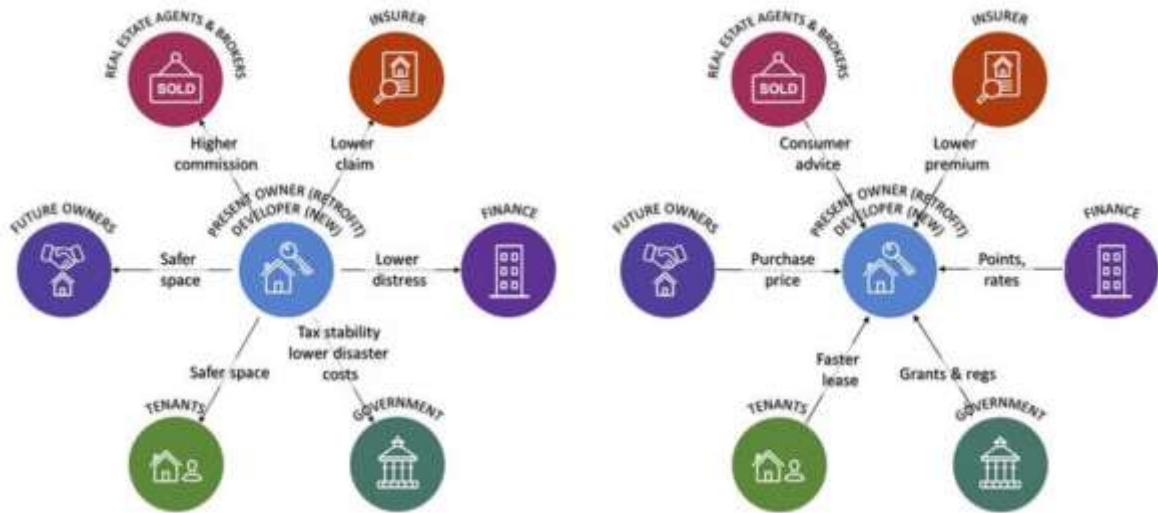 REAL ESTATE AGENTS & BROKERS
SOLD
INSURER
Higher
commission
Lower
claim
FUTURE OWNERS
PRESENT OWNER (RETROFIT)
DEVELOPER (NEW)
FINANCE
Safer
space
Lower
distress
Safer space
Tax stability
lower disaster
costs
TENANTS
GOVERNMENT
REAL ESTATE AGENTS & BROKERS
SOLD
INSURER
Consumer
advice
Lower
premium
FUTURE OWNERS
PRESENT OWNER (RETROFIT)
DEVELOPER (NEW)
FINANCE
Purchase
price
Points,
rates
Faster
lease
Grants & regs
TENANTS
GOVERNMENT